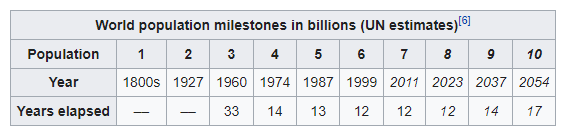 World population milestones in billions (UN estimates)[6]
Population 1 2 3 4 5 6 7 8 9 10
Year 1800s 1927 1960 1974 1987 1999 2011 2023 2037 2054
Years elapsed — — 33 14 13 12 12 12 14 17